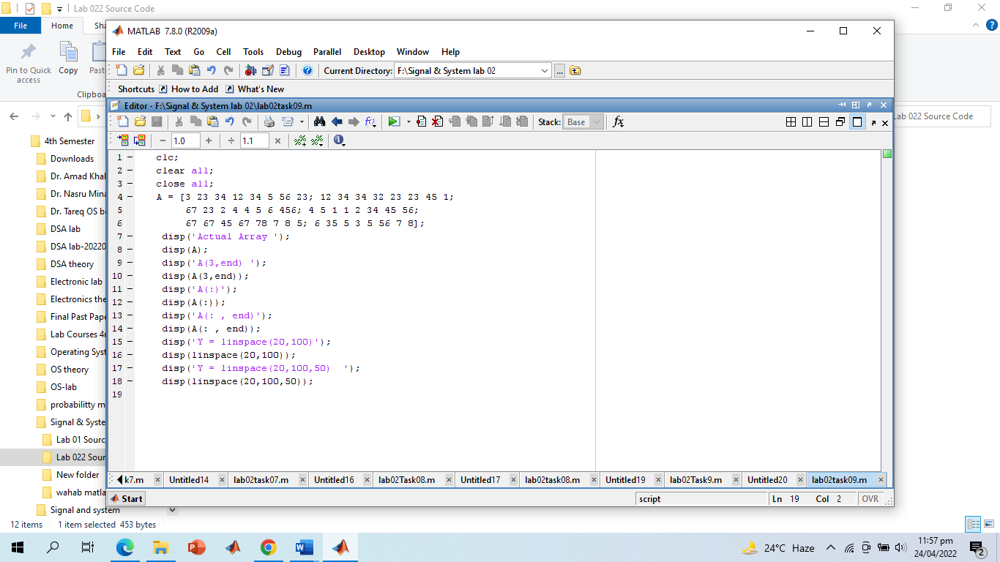 Lab 022 Source Code
File Home Sha
MATLAB 7.8.0 (R2009a)
File Edit Text Go Cell Tools Debug Parallel Desktop Window Help
Pin to Quick access
Copy
Past
Clipboa
Current Directory: F:\Signal & System lab 02
Shortcuts How to Add What's New
Editor - F:\Signal & System lab 02\lab02task09.m
Lab 022 Source Code
Stack: Base fx
− 1.0 + ÷ 1.1 ×
1 clc;
2 clear all;
3 close all;
4 A = [3 23 34 12 34 5 56 23; 12 34 34 32 23 23 45 1;
5 67 23 2 4 4 5 6 456; 4 5 1 1 2 34 45 56;
6 67 67 45 67 78 7 8 5; 6 35 5 3 5 56 7 8];
7 disp('Actual Array ');
8 disp(A);
9 disp('A(3,end) ');
10 disp(A(3,end));
11 disp('A(:)');
12 disp(A(:));
13 disp('A(: , end)');
14 disp(A(: , end));
15 disp('Y = linspace(20,100)');
16 disp(linspace(20,100));
17 disp('Y = linspace(20,100,50)  ');
18 disp(linspace(20,100,50));
19
4th Semester
Downloads
Dr. Amad Khal
Dr. Nasru Mina
Dr. Tareq OS b
DSA lab
DSA lab-20220
DSA theory
Electronic lab
Electronics the
Final Past Pape
Lab Courses 4r
Operating Syst
OS theory
OS-lab
probabilitty m
Signal & Syste
Lab 01 Sourc
Lab 022 Sour
New folder
wahab matla
Signal and system
k7.m Untitled14 lab02task07.m Untitled16 lab02Task08.m Untitled17 lab02task08.m Untitled19 lab02Task9.m Untitled20 lab02task09.m
Start script Ln 19 Col 2 OVR
12 items 1 item selected 453 bytes
24°C Haze
11:57 pm
24/04/2022
2